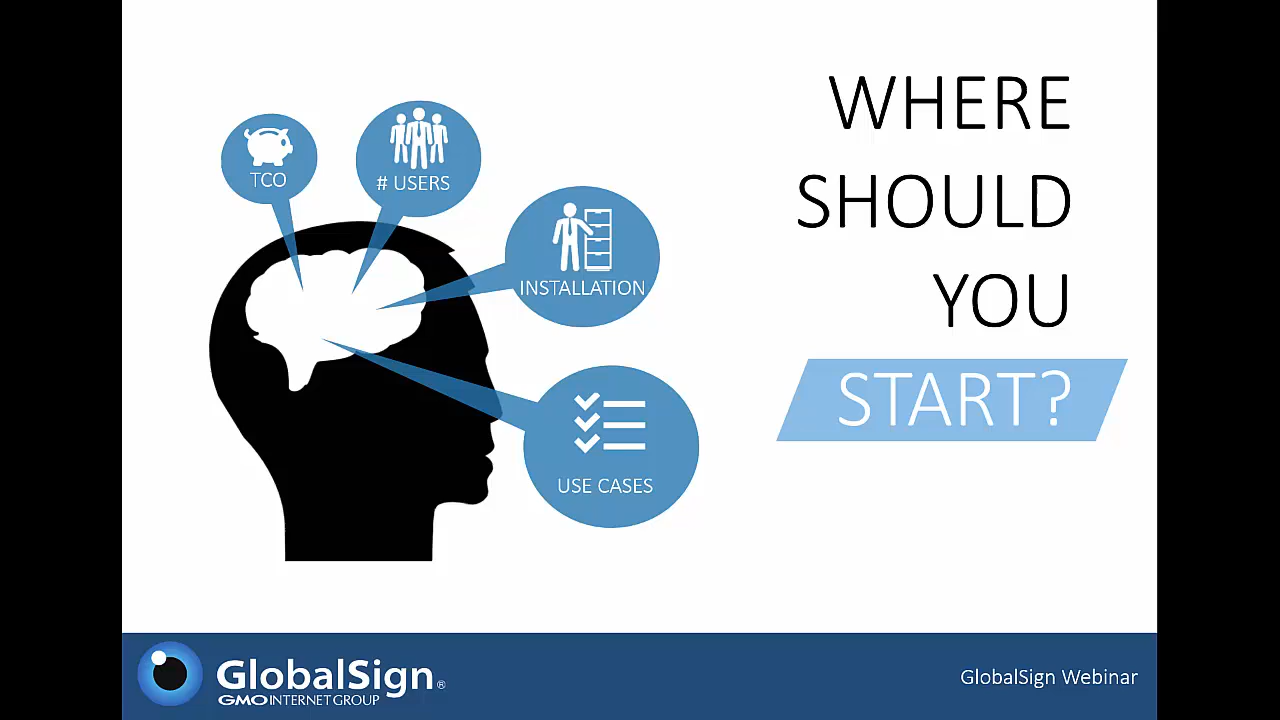 TCO
# USERS
INSTALLATION
USE CASES
WHERE
SHOULD
YOU
START?
GlobalSign®
GMO INTERNET GROUP
GlobalSign Webinar